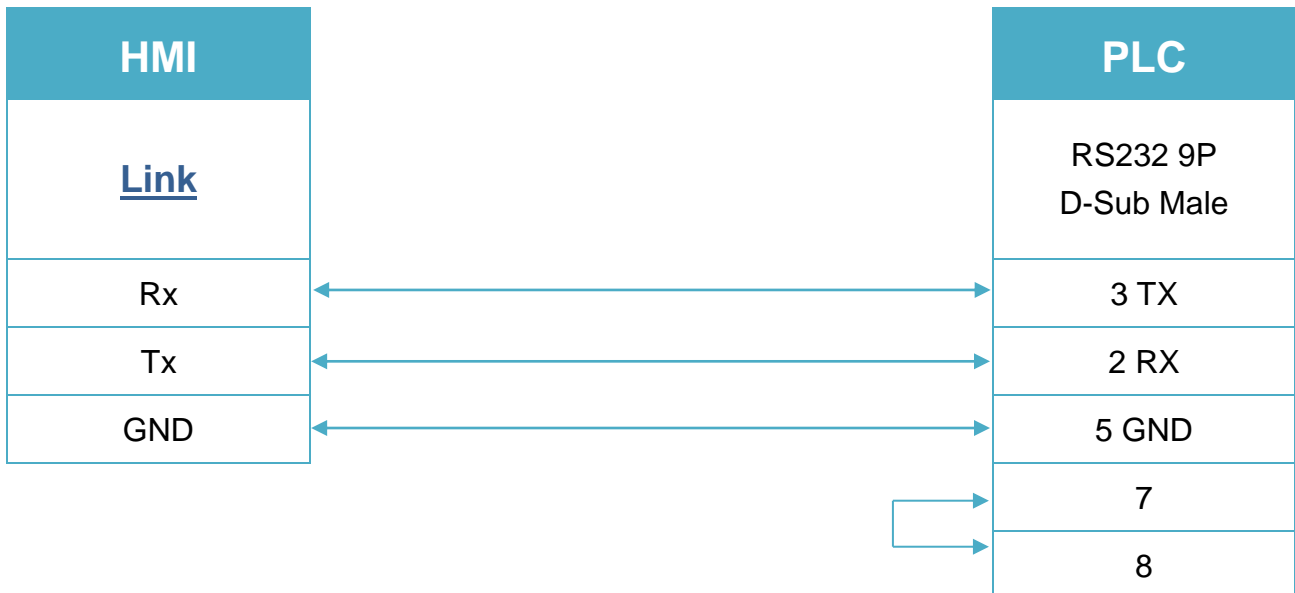 HMI
PLC
Link
RS232 9P
D-Sub Male
Rx
3 TX
Tx
2 RX
GND
5 GND
7
8